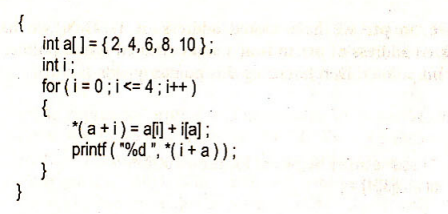 {
int a[ ] = { 2, 4, 6, 8, 10 } ;
int i ;
for ( i = 0 ; i <= 4 ; i++ )
{
*( a + i ) = a[i] + i[a] ;
printf ( "%d ", *( i + a ) ) ;
}
}